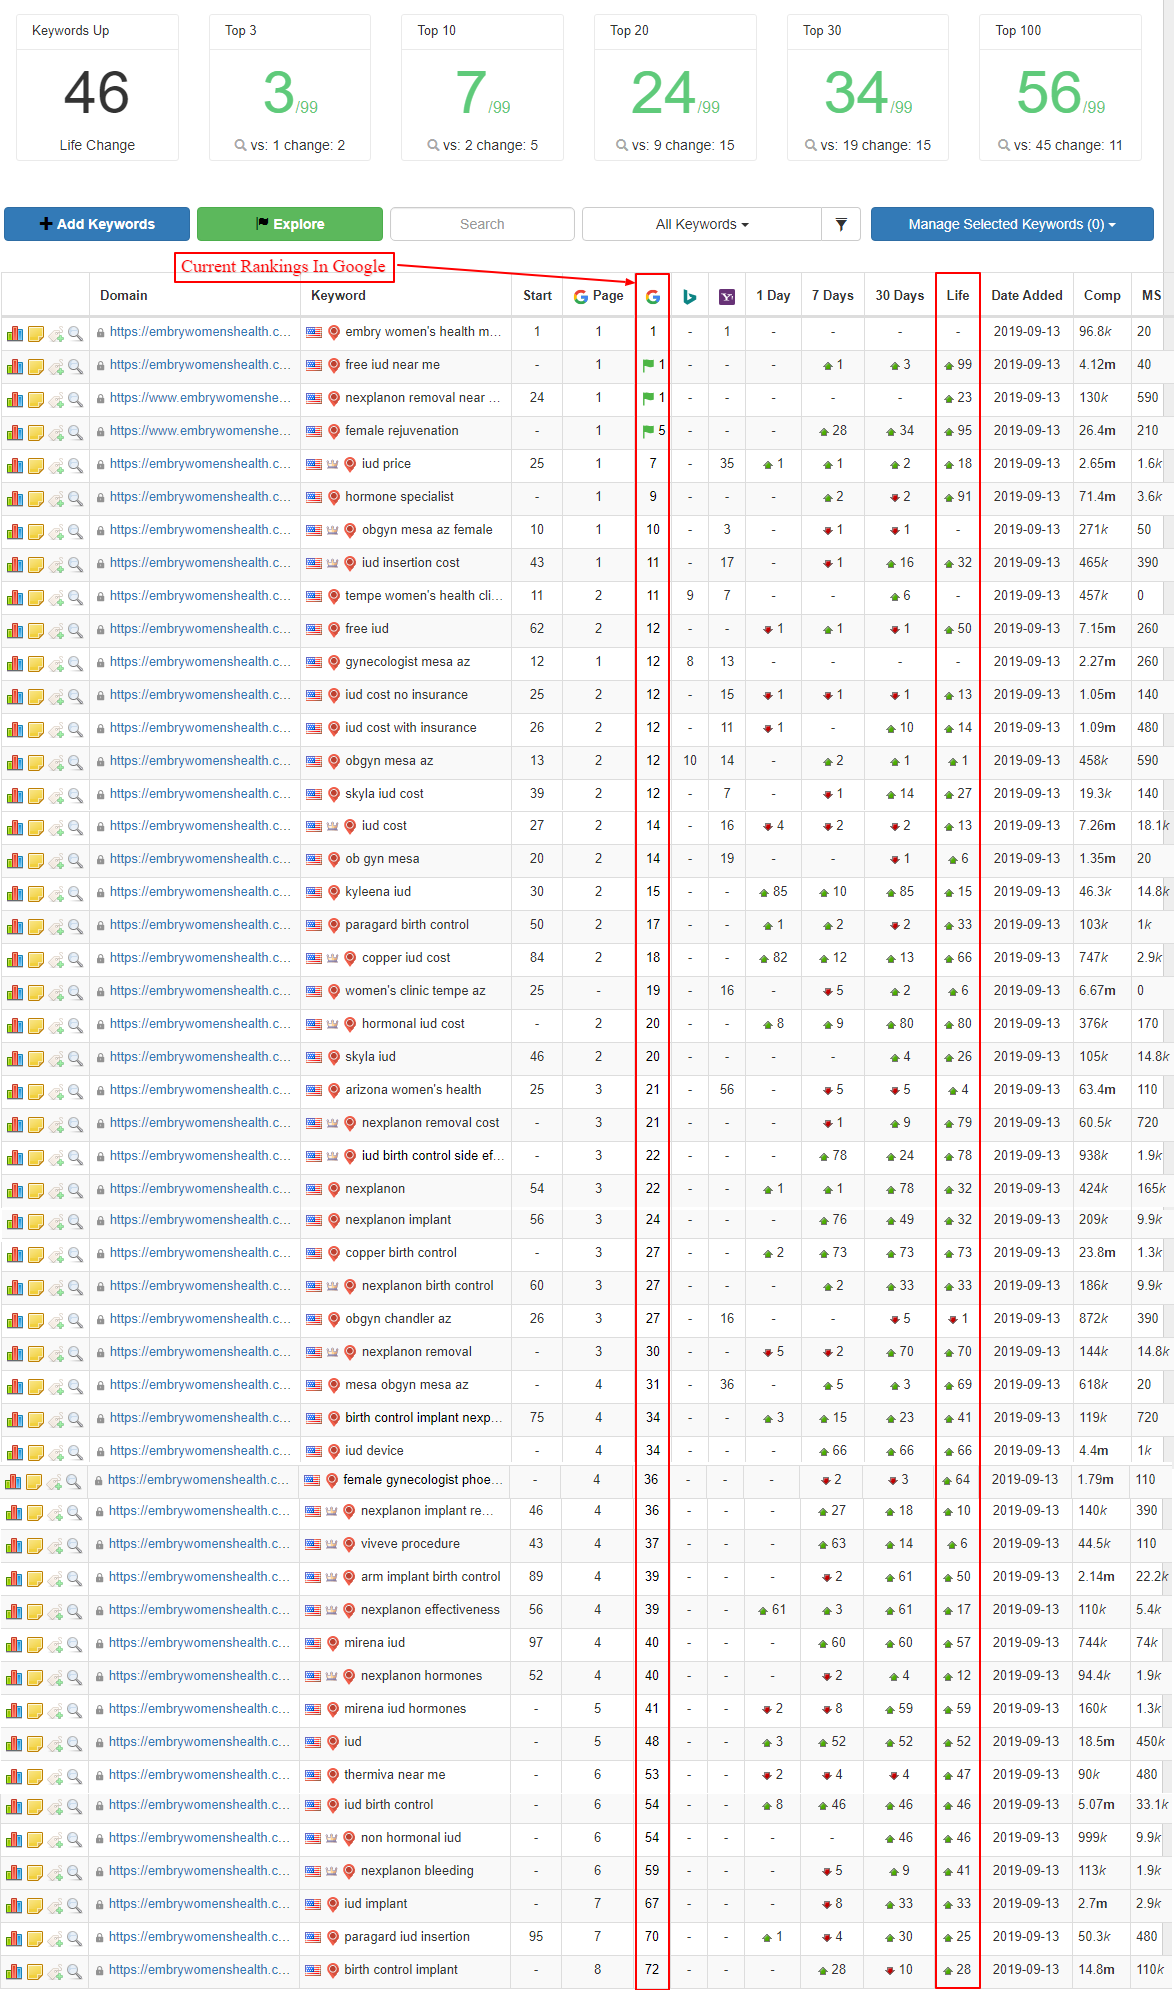 Keywords Up Top 3 Top 10 Top 20 Top 30 Top 100
46 3/99 7/99 24/99 34/99 56/99
Life Change vs: 1 change: 2 vs: 2 change: 5 vs: 9 change: 15 vs: 19 change: 15 vs: 45 change: 11
Add Keywords Explore Search All Keywords Manage Selected Keywords (0)
Current Rankings In Google
Domain Keyword Start Page 1 Day 7 Days 30 Days Life Date Added Comp MS
https://embrywomenshealth.c... embry women's health m... 1 1 1 - 1 - - - - 2019-09-13 96.8k 20
https://embrywomenshealth.c... free iud near me - 1 1 - - - 1 3 99 2019-09-13 4.12m 40
https://www.embrywomenshe... nexplanon removal near ... 24 1 1 - - - - - 23 2019-09-13 130k 590
https://www.embrywomenshe... female rejuvenation - 1 5 - - - 28 34 95 2019-09-13 26.4m 210
https://embrywomenshealth.c... iud price 25 1 7 - 35 1 1 2 18 2019-09-13 2.65m 1.6k
https://embrywomenshealth.c... hormone specialist - 1 9 - - - 2 2 91 2019-09-13 71.4m 3.6k
https://embrywomenshealth.c... obgyn mesa az female 10 1 10 - 3 - 1 1 - 2019-09-13 271k 50
https://embrywomenshealth.c... iud insertion cost 43 1 11 - 17 - 1 16 32 2019-09-13 465k 390
https://embrywomenshealth.c... tempe women's health cli... 11 2 11 9 7 - - 6 - 2019-09-13 457k 0
https://embrywomenshealth.c... free iud 62 2 12 - - 1 1 1 50 2019-09-13 7.15m 260
https://embrywomenshealth.c... gynecologist mesa az 12 1 12 8 13 - - - - 2019-09-13 2.27m 260
https://embrywomenshealth.c... iud cost no insurance 25 2 12 - 15 1 1 1 13 2019-09-13 1.05m 140
https://embrywomenshealth.c... iud cost with insurance 26 2 12 - 11 1 - 10 14 2019-09-13 1.09m 480
https://embrywomenshealth.c... obgyn mesa az 13 2 12 10 14 - 2 1 1 2019-09-13 458k 590
https://embrywomenshealth.c... skyla iud cost 39 2 12 - 7 - 1 14 27 2019-09-13 19.3k 140
https://embrywomenshealth.c... iud cost 27 2 14 - 16 4 2 2 13 2019-09-13 7.26m 18.1k
https://embrywomenshealth.c... ob gyn mesa 20 2 14 - 19 - - 1 6 2019-09-13 1.35m 20
https://embrywomenshealth.c... kyleena iud 30 2 15 - - 85 10 85 15 2019-09-13 46.3k 14.8k
https://embrywomenshealth.c... paragard birth control 50 2 17 - - 1 2 2 33 2019-09-13 103k 1k
https://embrywomenshealth.c... copper iud cost 84 2 18 - - 82 12 13 66 2019-09-13 747k 2.9k
https://embrywomenshealth.c... women's clinic tempe az 25 - 19 - 16 - 5 2 6 2019-09-13 6.67m 0
https://embrywomenshealth.c... hormonal iud cost - 2 20 - - 8 9 80 80 2019-09-13 376k 170
https://embrywomenshealth.c... skyla iud 46 2 20 - - - - 4 26 2019-09-13 105k 14.8k
https://embrywomenshealth.c... arizona women's health 25 3 21 - 56 - 5 5 4 2019-09-13 63.4m 110
https://embrywomenshealth.c... nexplanon removal cost - 3 21 - - - 1 9 79 2019-09-13 60.5k 720
https://embrywomenshealth.c... iud birth control side ef... - 3 22 - - - 78 24 78 2019-09-13 938k 1.9k
https://embrywomenshealth.c... nexplanon 54 3 22 - - 1 1 78 32 2019-09-13 424k 165k
https://embrywomenshealth.c... nexplanon implant 56 3 24 - - - 76 49 32 2019-09-13 209k 9.9k
https://embrywomenshealth.c... copper birth control - 3 27 - - 2 73 73 73 2019-09-13 23.8m 1.3k
https://embrywomenshealth.c... nexplanon birth control 60 3 27 - - - 2 33 33 2019-09-13 186k 9.9k
https://embrywomenshealth.c... obgyn chandler az 26 3 27 - 16 - - 5 1 2019-09-13 872k 390
https://embrywomenshealth.c... nexplanon removal - 3 30 - - 5 2 70 70 2019-09-13 144k 14.8k
https://embrywomenshealth.c... mesa obgyn mesa az - 4 31 - 36 - 5 3 69 2019-09-13 618k 20
https://embrywomenshealth.c... birth control implant nexp... 75 4 34 - - 3 15 23 41 2019-09-13 119k 720
https://embrywomenshealth.c... iud device - 4 34 - - - 66 66 66 2019-09-13 4.4m 1k
https://embrywomenshealth.c... female gynecologist phoe... - 4 36 - - - 2 3 64 2019-09-13 1.79m 110
https://embrywomenshealth.c... nexplanon implant re... 46 4 36 - - - 27 18 10 2019-09-13 140k 390
https://embrywomenshealth.c... viveve procedure 43 4 37 - - - 63 14 6 2019-09-13 44.5k 110
https://embrywomenshealth.c... arm implant birth control 89 4 39 - - - 2 61 50 2019-09-13 2.14m 22.2k
https://embrywomenshealth.c... nexplanon effectiveness 56 4 39 - - 61 3 61 17 2019-09-13 110k 5.4k
https://embrywomenshealth.c... mirena iud 97 4 40 - - - 60 60 57 2019-09-13 744k 74k
https://embrywomenshealth.c... nexplanon hormones 52 4 40 - - - 2 4 12 2019-09-13 94.4k 1.9k
https://embrywomenshealth.c... mirena iud hormones - 5 41 - - 2 8 59 59 2019-09-13 160k 1.3k
https://embrywomenshealth.c... iud - 5 48 - - 3 52 52 52 2019-09-13 18.5m 450k
https://embrywomenshealth.c... thermiva near me - 6 53 - - 2 4 4 47 2019-09-13 90k 480
https://embrywomenshealth.c... iud birth control - 6 54 - - 8 46 46 46 2019-09-13 5.07m 33.1k
https://embrywomenshealth.c... non hormonal iud - 6 54 - - - - 46 46 2019-09-13 999k 9.9k
https://embrywomenshealth.c... nexplanon bleeding - 6 59 - - - 5 9 41 2019-09-13 113k 1.9k
https://embrywomenshealth.c... iud implant - 7 67 - - - 8 33 33 2019-09-13 2.7m 2.9k
https://embrywomenshealth.c... paragard iud insertion 95 7 70 - - 1 4 30 25 2019-09-13 50.3k 480
https://embrywomenshealth.c... birth control implant - 8 72 - - - 28 10 28 2019-09-13 14.8m 110k